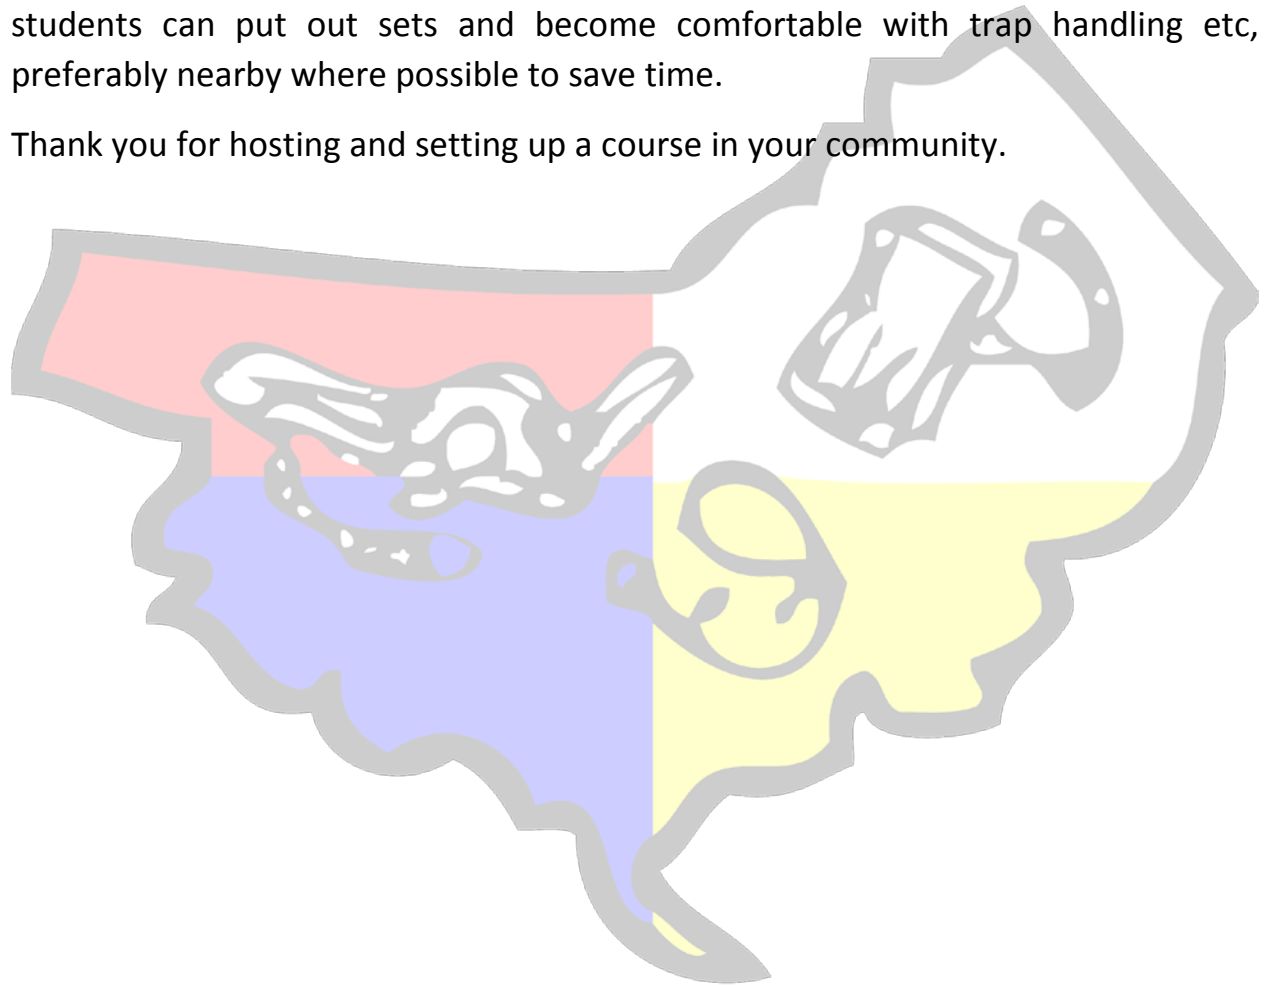 students can put out sets and become comfortable with trap handling etc,
preferably nearby where possible to save time.
Thank you for hosting and setting up a course in your community.